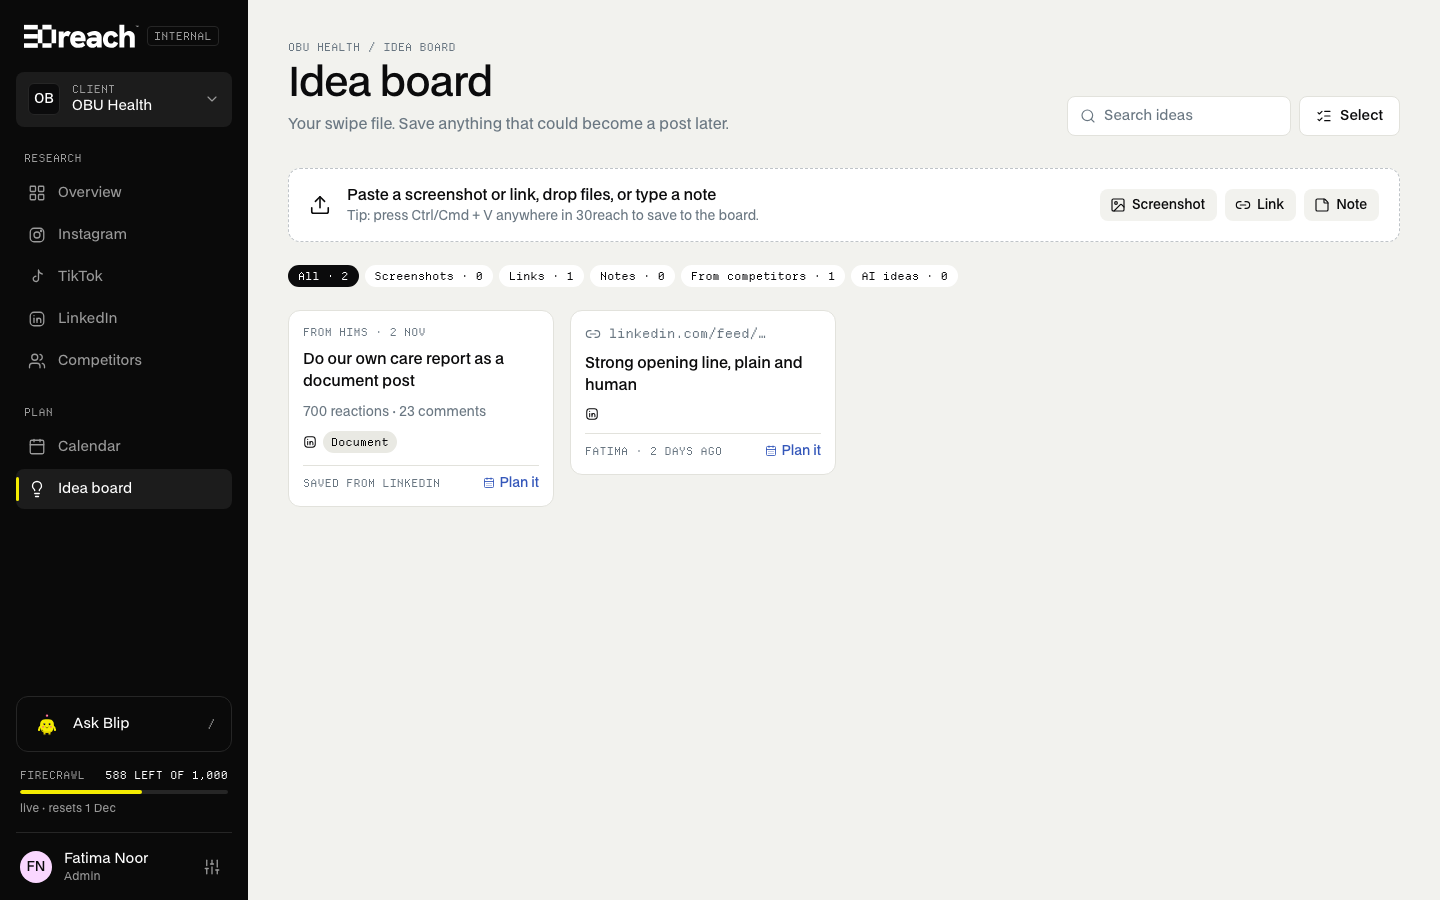 30reach INTERNAL
OB
CLIENT
OBU Health
RESEARCH
Overview
Instagram
TikTok
LinkedIn
Competitors
PLAN
Calendar
Idea board
Ask Blip /
FIRECRAWL 588 LEFT OF 1,000
live · resets 1 Dec
FN
Fatima Noor
Admin
OBU HEALTH / IDEA BOARD
Idea board
Your swipe file. Save anything that could become a post later.
Search ideas
Select
Paste a screenshot or link, drop files, or type a note
Tip: press Ctrl/Cmd + V anywhere in 30reach to save to the board.
Screenshot Link Note
All · 2 Screenshots · 0 Links · 1 Notes · 0 From competitors · 1 AI ideas · 0
FROM HIMS · 2 NOV
Do our own care report as a
document post
700 reactions · 23 comments
Document
SAVED FROM LINKEDIN Plan it
linkedin.com/feed/…
Strong opening line, plain and
human
FATIMA · 2 DAYS AGO Plan it